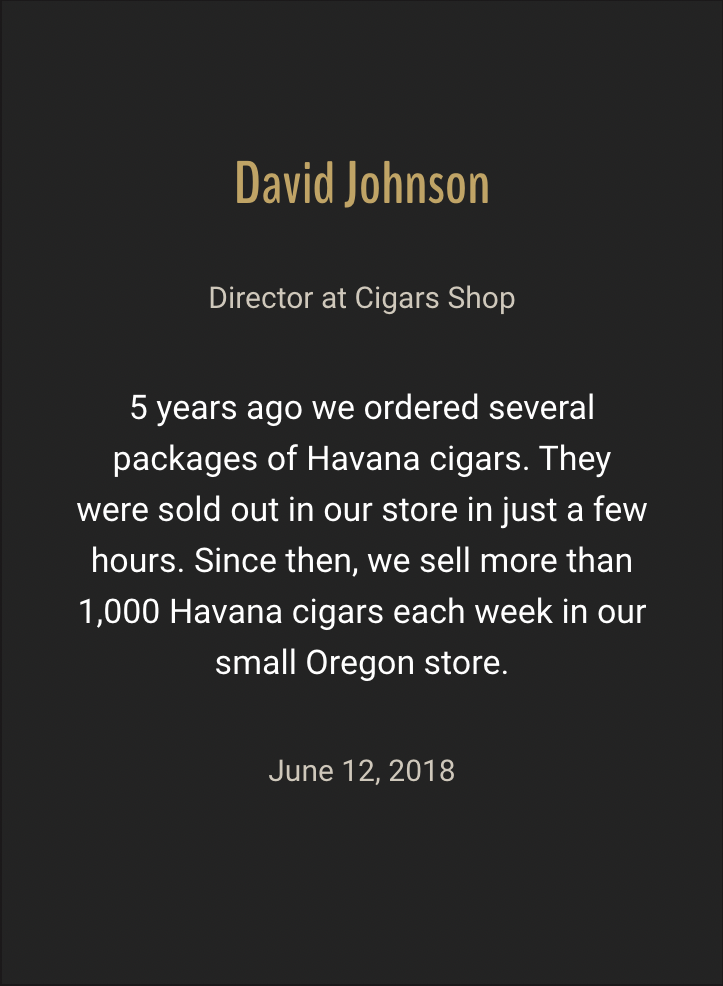 David Johnson
Director at Cigars Shop
5 years ago we ordered several
packages of Havana cigars. They
were sold out in our store in just a few
hours. Since then, we sell more than
1,000 Havana cigars each week in our
small Oregon store.
June 12, 2018